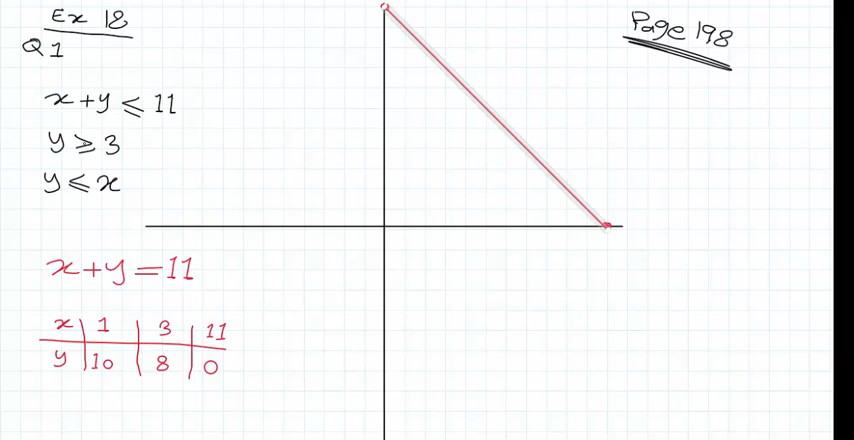 Ex 18
Page 198
Q1
x+y ≤ 11
y ≥ 3
y ≤ x
x+y = 11
x 1 3 11
y 10 8 0